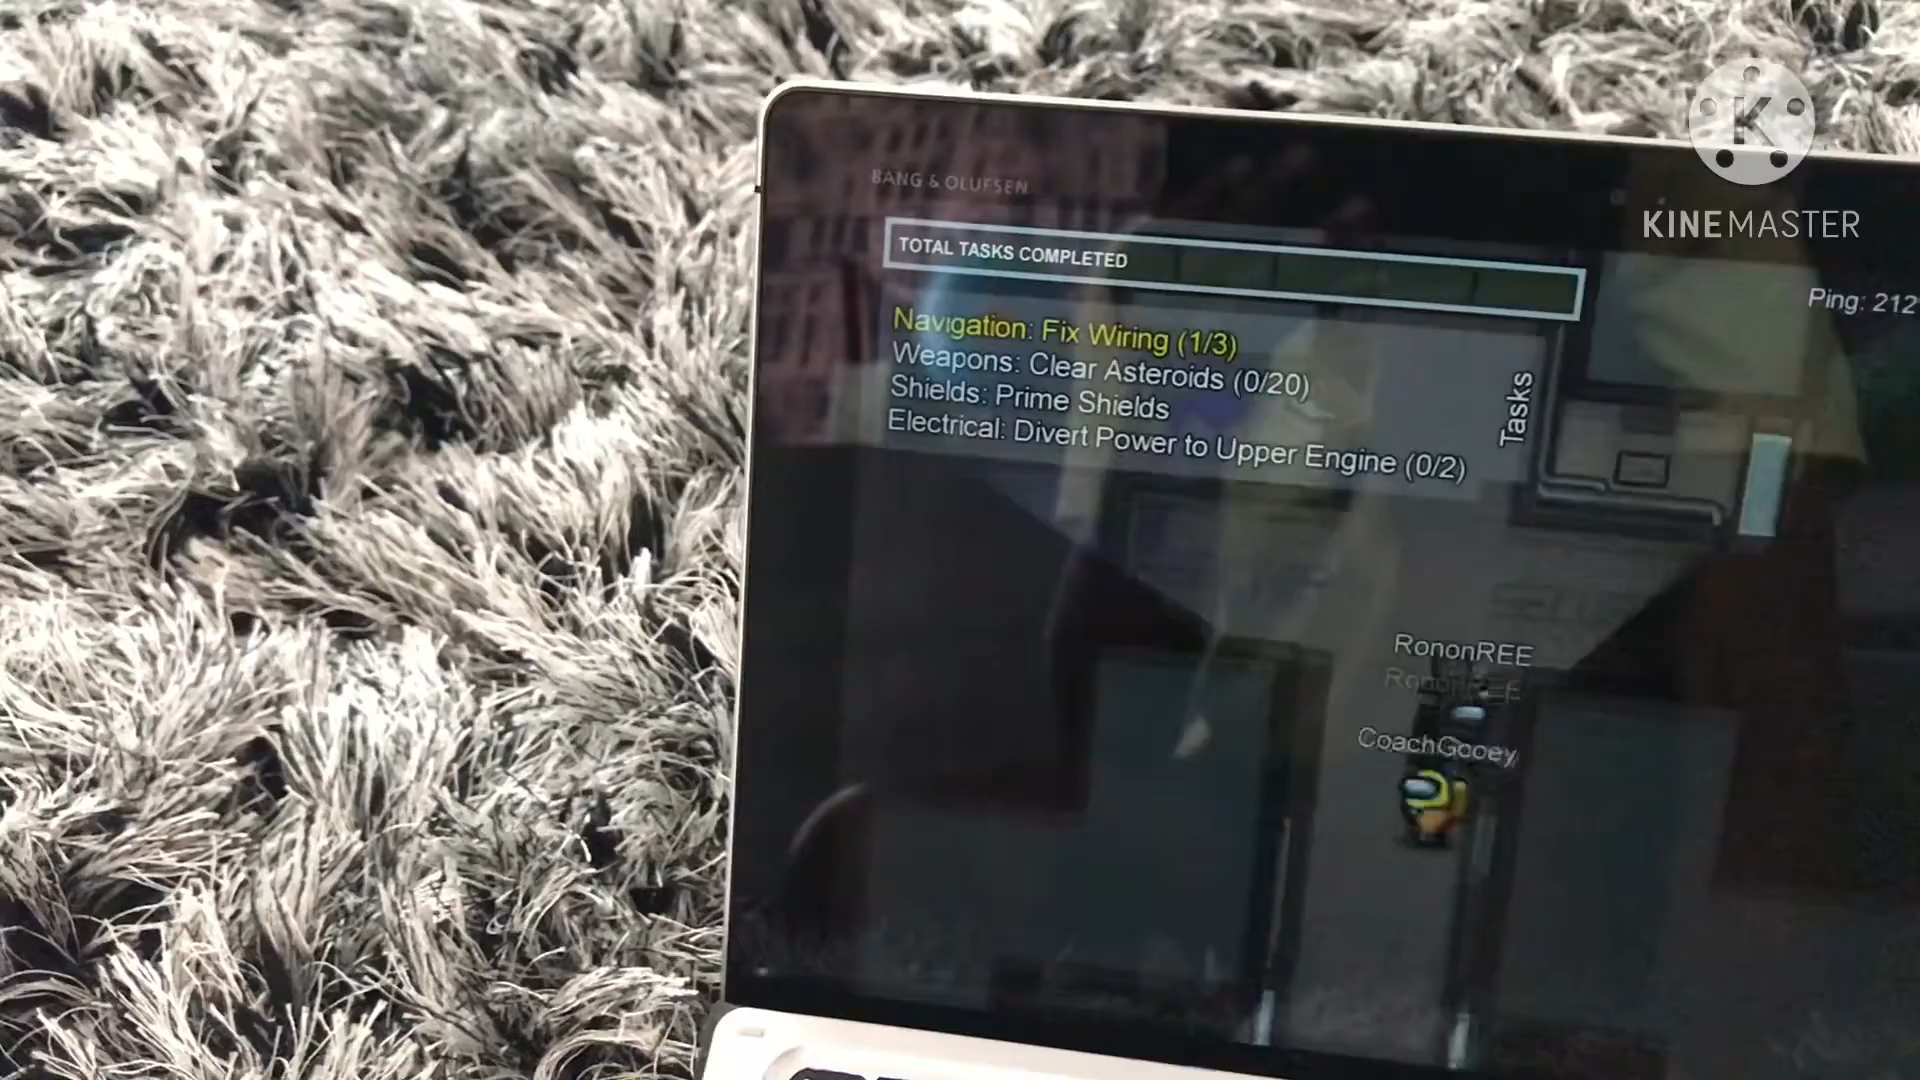 K
KINEMASTER
BANG & OLUFSEN
TOTAL TASKS COMPLETED
Ping: 212
Navigation: Fix Wiring (1/3)
Weapons: Clear Asteroids (0/20)
Shields: Prime Shields
Electrical: Divert Power to Upper Engine (0/2)
Tasks
RononREE
RononREE
CoachGooey